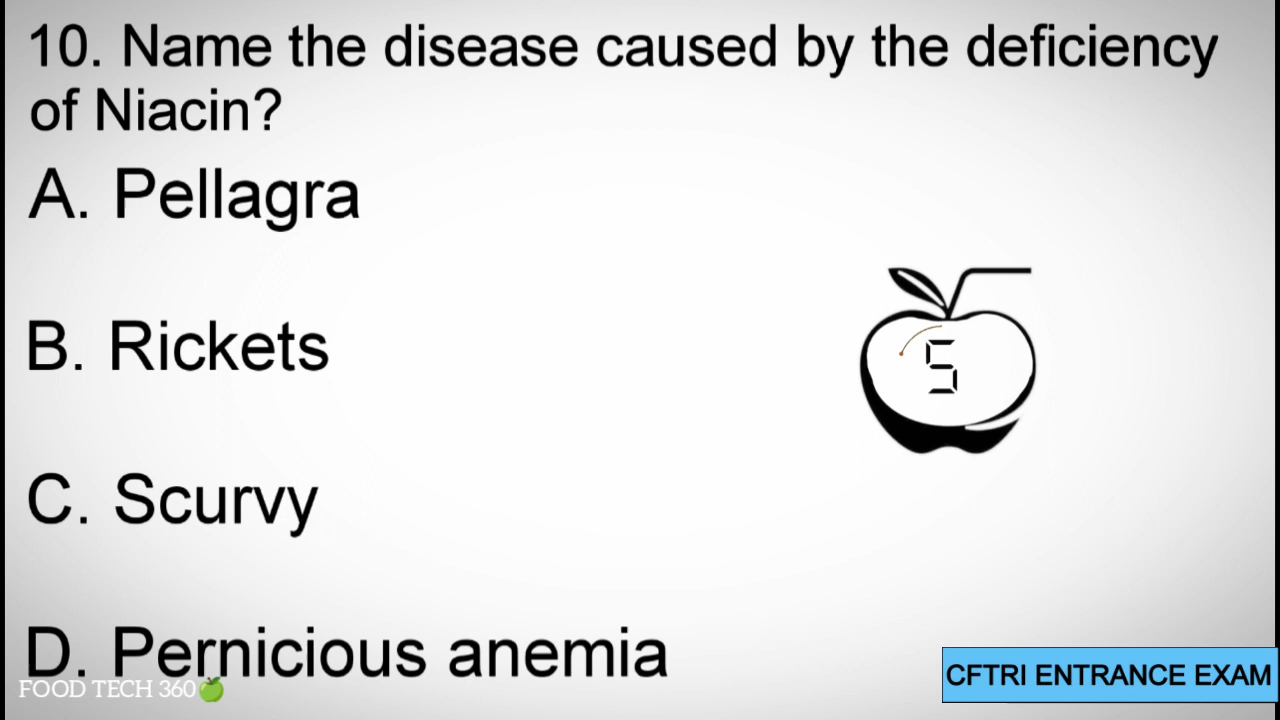 10. Name the disease caused by the deficiency
of Niacin?
A. Pellagra
B. Rickets
5
C. Scurvy
D. Pernicious anemia
FOOD TECH 360
CFTRI ENTRANCE EXAM